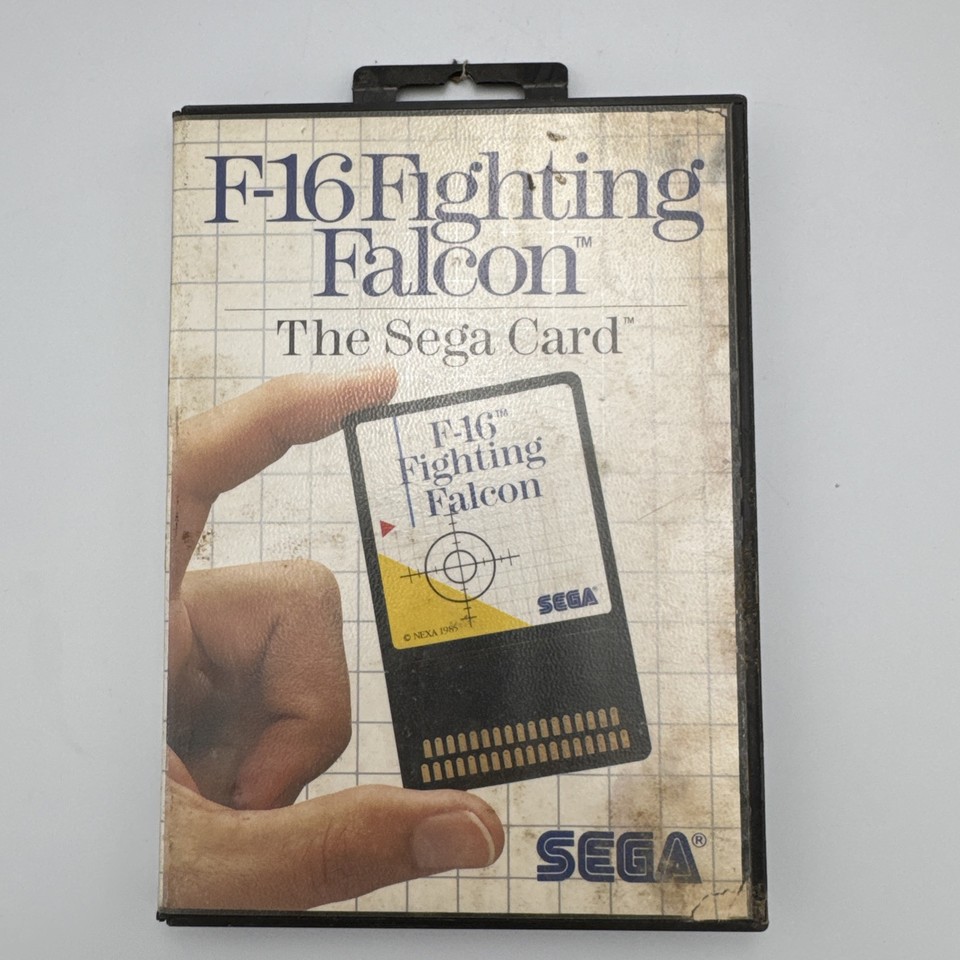 F-16 Fighting
Falcon™
The Sega Card™
F-16™
Fighting
Falcon
SEGA®
© NEXA 1985
SEGA®